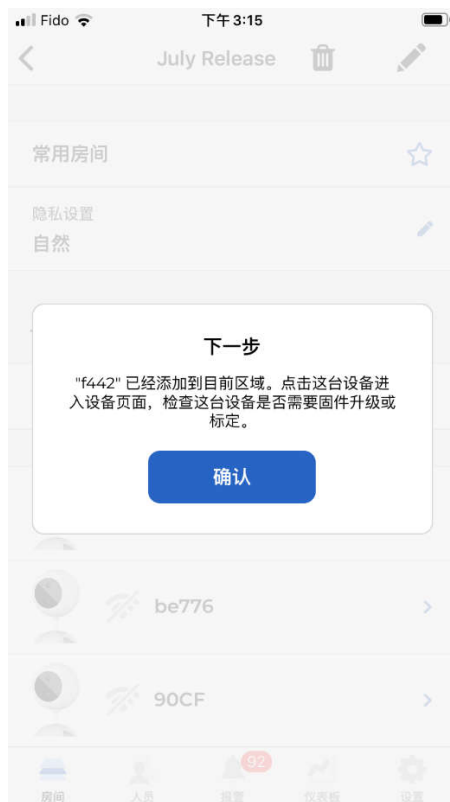 Fido
下午3:15
July Release
常用房间
隐私设置
自然
下一步
"f442" 已经添加到目前区域。点击这台设备进
入设备页面，检查这台设备是否需要固件升级或
标定。
确认
be776
90CF
92
房间
人员
报警
仪表板
设置